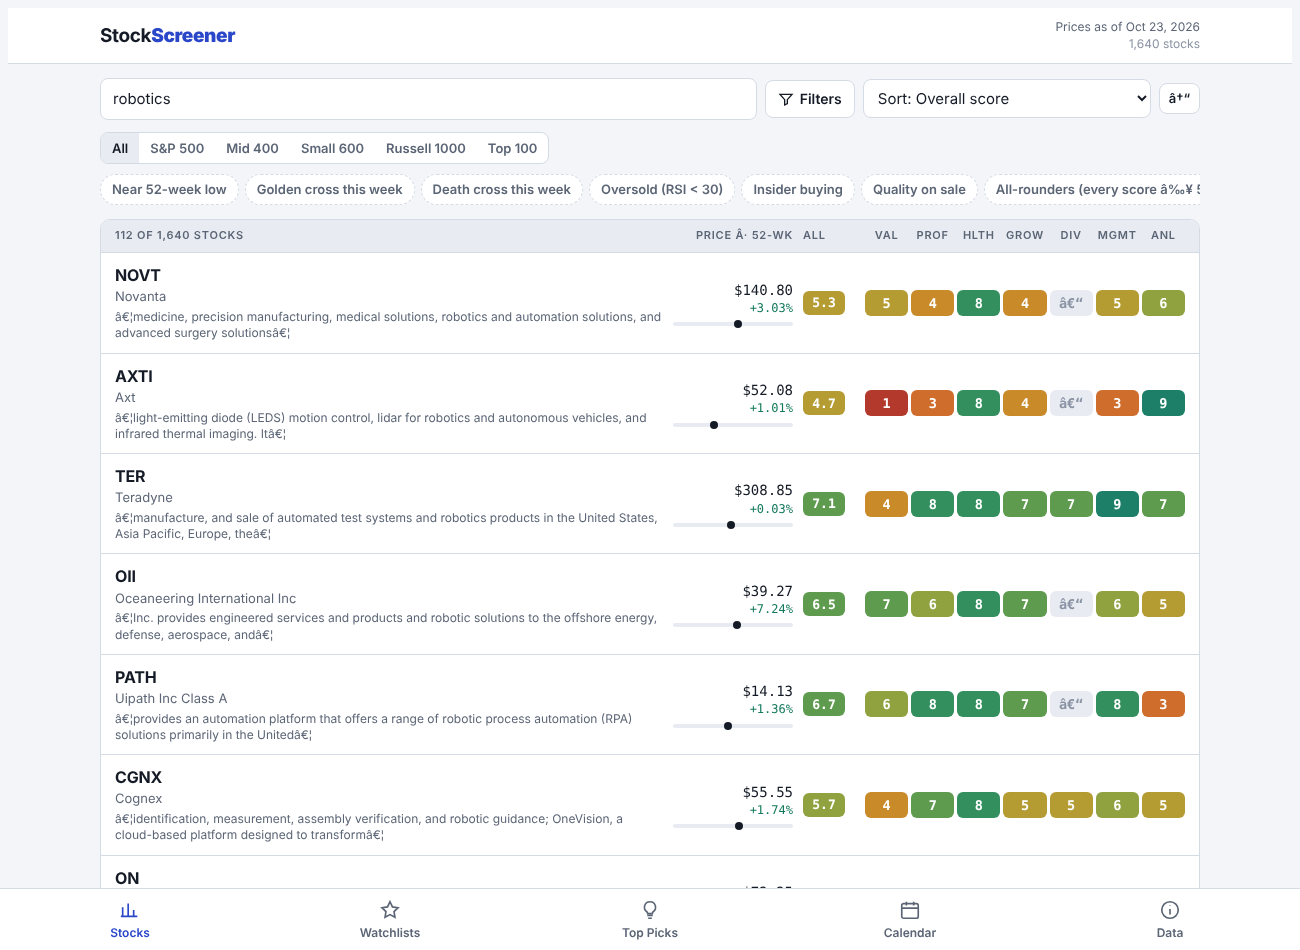 StockScreener
Prices as of Oct 23, 2026
1,640 stocks
robotics
Filters
Sort: Overall score
â†“
All
S&P 500
Mid 400
Small 600
Russell 1000
Top 100
Near 52-week low
Golden cross this week
Death cross this week
Oversold (RSI < 30)
Insider buying
Quality on sale
All-rounders (every score â‰¥ 5
112 OF 1,640 STOCKS
PRICE Â· 52-WK
ALL
VAL
PROF
HLTH
GROW
DIV
MGMT
ANL
NOVT
Novanta
â€¦medicine, precision manufacturing, medical solutions, robotics and automation solutions, and
advanced surgery solutionsâ€¦
$140.80
+3.03%
5.3
5
4
8
4
â€“
5
6
AXTI
Axt
â€¦light-emitting diode (LEDS) motion control, lidar for robotics and autonomous vehicles, and
infrared thermal imaging. Itâ€¦
$52.08
+1.01%
4.7
1
3
8
4
â€“
3
9
TER
Teradyne
â€¦manufacture, and sale of automated test systems and robotics products in the United States,
Asia Pacific, Europe, theâ€¦
$308.85
+0.03%
7.1
4
8
8
7
7
9
7
OII
Oceaneering International Inc
â€¦Inc. provides engineered services and products and robotic solutions to the offshore energy,
defense, aerospace, andâ€¦
$39.27
+7.24%
6.5
7
6
8
7
â€“
6
5
PATH
Uipath Inc Class A
â€¦provides an automation platform that offers a range of robotic process automation (RPA)
solutions primarily in the Unitedâ€¦
$14.13
+1.36%
6.7
6
8
8
7
â€“
8
3
CGNX
Cognex
â€¦identification, measurement, assembly verification, and robotic guidance; OneVision, a
cloud-based platform designed to transformâ€¦
$55.55
+1.74%
5.7
4
7
8
5
5
6
5
ON
Stocks
Watchlists
Top Picks
Calendar
Data